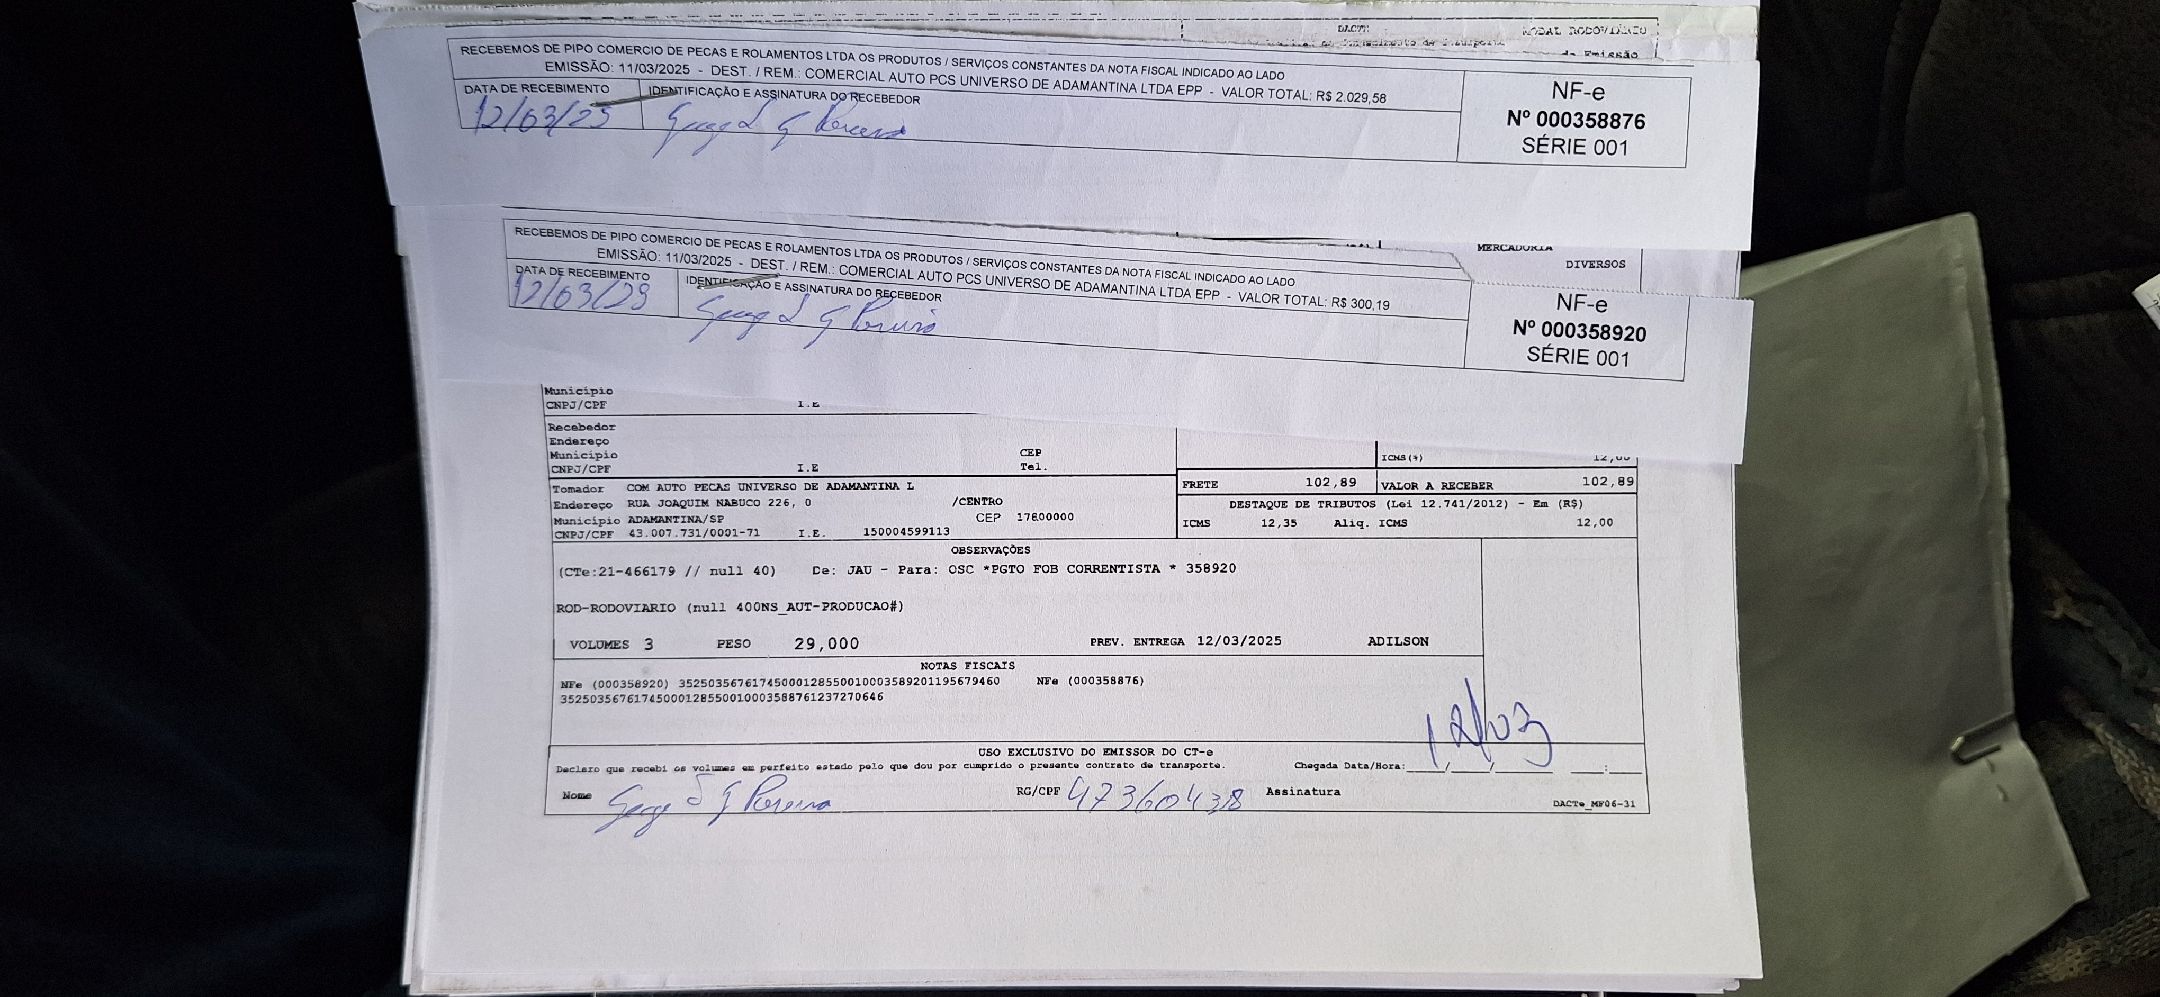 DACTE
MODAL RODOVIÁRIO
de Emissão
RECEBEMOS DE PIPO COMERCIO DE PECAS E ROLAMENTOS LTDA OS PRODUTOS / SERVIÇOS CONSTANTES DA NOTA FISCAL INDICADO AO LADO
EMISSÃO: 11/03/2025 - DEST. / REM.: COMERCIAL AUTO PCS UNIVERSO DE ADAMANTINA LTDA EPP - VALOR TOTAL: R$ 2.029,58
DATA DE RECEBIMENTO IDENTIFICAÇÃO E ASSINATURA DO RECEBEDOR
12/03/25
NF-e
Nº 000358876
SÉRIE 001
MERCADORIA
DIVERSOS
RECEBEMOS DE PIPO COMERCIO DE PECAS E ROLAMENTOS LTDA OS PRODUTOS / SERVIÇOS CONSTANTES DA NOTA FISCAL INDICADO AO LADO
EMISSÃO: 11/03/2025 - DEST. / REM.: COMERCIAL AUTO PCS UNIVERSO DE ADAMANTINA LTDA EPP - VALOR TOTAL: R$ 300,19
DATA DE RECEBIMENTO IDENTIFICAÇÃO E ASSINATURA DO RECEBEDOR
12/03/25
NF-e
Nº 000358920
SÉRIE 001
Município
CNPJ/CPF I.E
Recebedor
Endereço
Município CEP
CNPJ/CPF I.E Tel.
ICMS(%) 12,00
Tomador COM AUTO PECAS UNIVERSO DE ADAMANTINA L
Endereço RUA JOAQUIM NABUCO 226, 0 /CENTRO
Município ADAMANTINA/SP CEP 17800000
CNPJ/CPF 43.007.731/0001-71 I.E. 150004599113
FRETE 102,89 VALOR A RECEBER 102,89
DESTAQUE DE TRIBUTOS (Lei 12.741/2012) - Em (R$)
ICMS 12,35 Aliq. ICMS 12,00
OBSERVAÇÕES
(CTe:21-466179 // null 40) De: JAU - Para: OSC *PGTO FOB CORRENTISTA * 358920
ROD-RODOVIARIO (null 400NS_AUT-PRODUCAO#)
VOLUMES 3 PESO 29,000 PREV. ENTREGA 12/03/2025 ADILSON
NOTAS FISCAIS
NFe (000358920) 35250356761745000128550010003589201195679460 NFe (000358876)
35250356761745000128550010003588761237270646
12/03
USO EXCLUSIVO DO EMISSOR DO CT-e
Declaro que recebi os volumes em perfeito estado pelo que dou por cumprido o presente contrato de transporte. Chegada Data/Hora:____/____/______ ____:____
Nome RG/CPF 473604378 Assinatura
DACTe_MF06-31